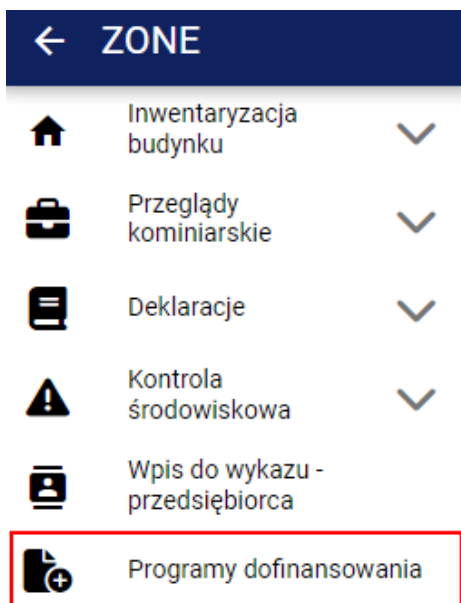 ZONE
Inwentaryzacja
budynku
Przeglądy
kominiarskie
Deklaracje
Kontrola
środowiskowa
Wpis do wykazu -
przedsiębiorca
Programy dofinansowania